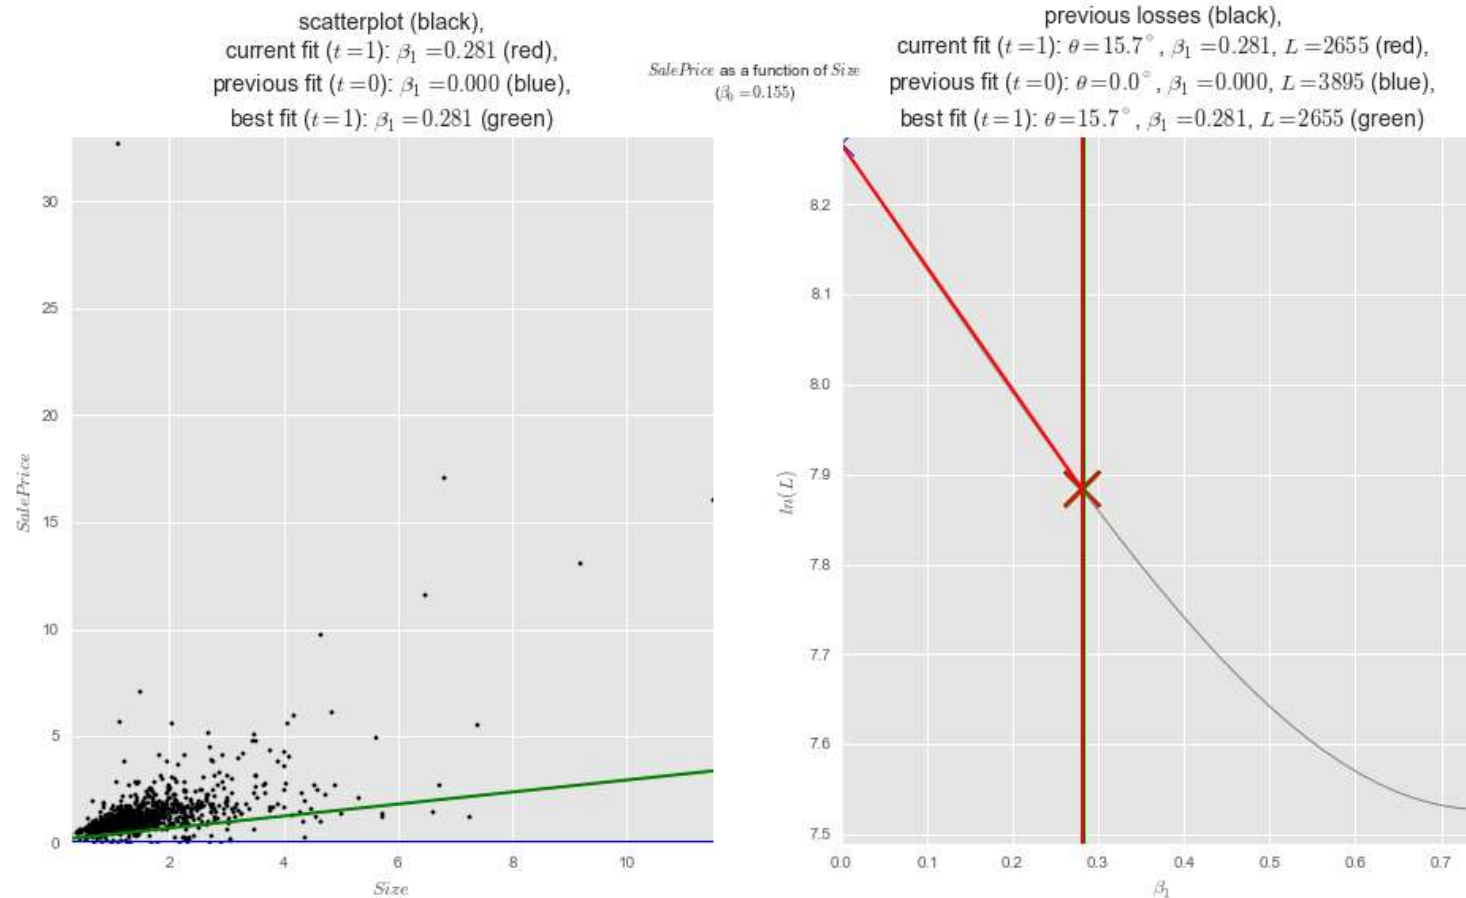 scatterplot (black),
current fit (t=1): β₁=0.281 (red),
previous fit (t=0): β₁=0.000 (blue),
best fit (t=1): β₁=0.281 (green)
SalePrice as a function of Size
(β₀=0.155)
previous losses (black),
current fit (t=1): θ=15.7°, β₁=0.281, L=2655 (red),
previous fit (t=0): θ=0.0°, β₁=0.000, L=3895 (blue),
best fit (t=1): θ=15.7°, β₁=0.281, L=2655 (green)
SalePrice
30
25
20
15
10
5
0
2
4
6
8
10
Size
ln(L)
8.2
8.1
8.0
7.9
7.8
7.7
7.6
7.5
0.0
0.1
0.2
0.3
0.4
0.5
0.6
0.7
β₁